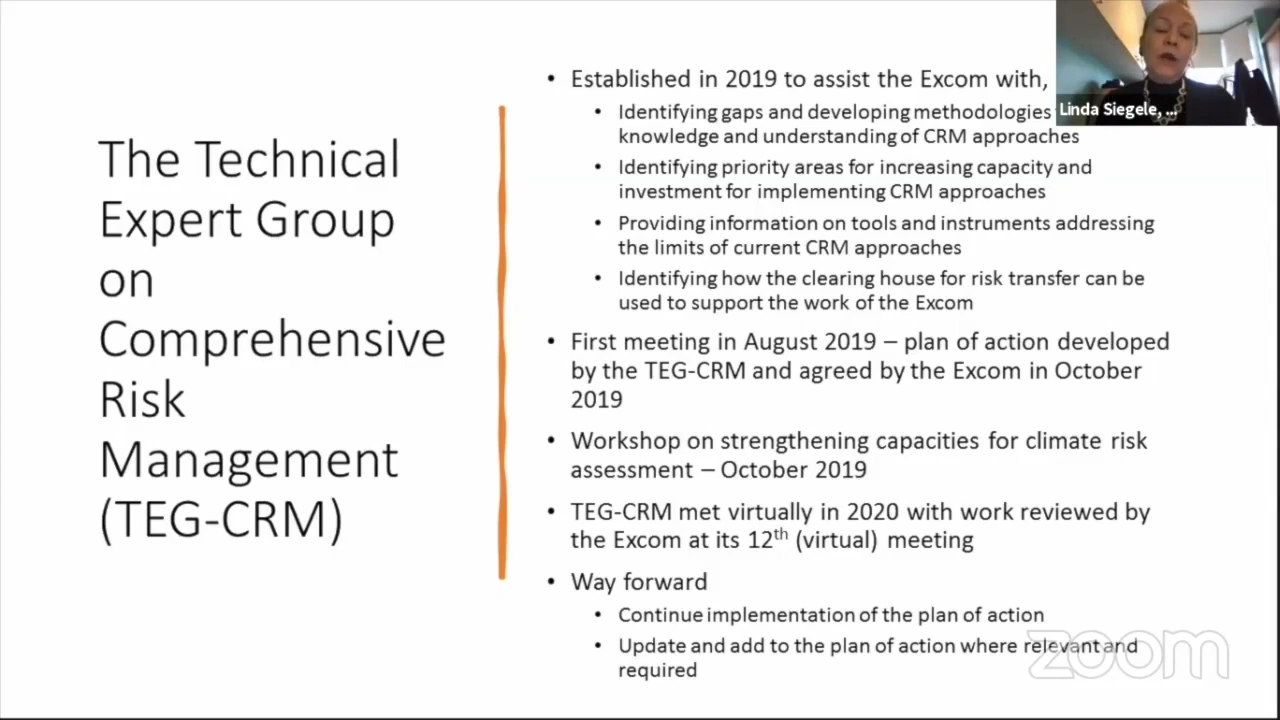 The Technical
Expert Group
on
Comprehensive
Risk
Management
(TEG-CRM)
• Established in 2019 to assist the Excom with,
• Identifying gaps and developing methodologies
knowledge and understanding of CRM approaches
• Identifying priority areas for increasing capacity and
investment for implementing CRM approaches
• Providing information on tools and instruments addressing
the limits of current CRM approaches
• Identifying how the clearing house for risk transfer can be
used to support the work of the Excom
• First meeting in August 2019 – plan of action developed
by the TEG-CRM and agreed by the Excom in October
2019
• Workshop on strengthening capacities for climate risk
assessment – October 2019
• TEG-CRM met virtually in 2020 with work reviewed by
the Excom at its 12th (virtual) meeting
• Way forward
• Continue implementation of the plan of action
• Update and add to the plan of action where relevant and
required
Linda Siegele, ...
zoom